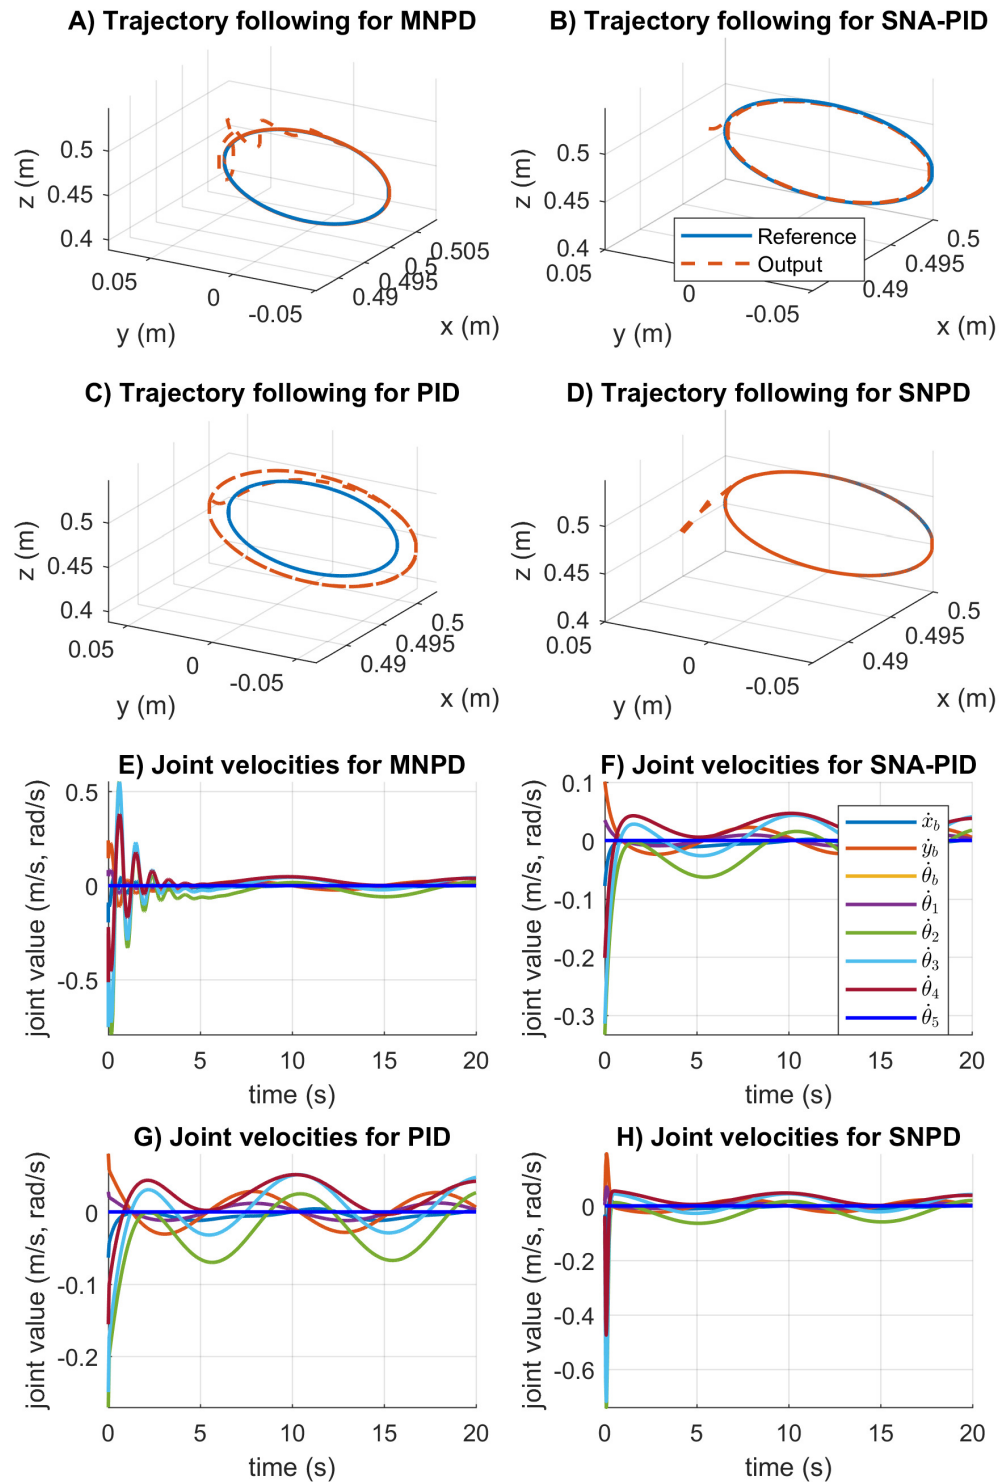 A) Trajectory following for MNPD
B) Trajectory following for SNA-PID
z (m)
0.5
0.45
0.4
0.05
0
-0.05
y (m)
0.49
0.495
0.5
0.505
x (m)
z (m)
0.5
0.45
0.4
0.05
0
-0.05
y (m)
0.49
0.495
0.5
x (m)
Reference
Output
C) Trajectory following for PID
D) Trajectory following for SNPD
z (m)
0.5
0.45
0.4
0.05
0
-0.05
y (m)
0.49
0.495
0.5
x (m)
z (m)
0.5
0.45
0.4
0.05
0
-0.05
y (m)
0.49
0.495
0.5
x (m)
E) Joint velocities for MNPD
joint value (m/s, rad/s)
0.5
0
-0.5
0 5 10 15 20
time (s)
F) Joint velocities for SNA-PID
joint value (m/s, rad/s)
0.1
0
-0.1
-0.2
-0.3
0 5 10 15 20
time (s)
ẋ_b
ẏ_b
θ̇_b
θ̇_1
θ̇_2
θ̇_3
θ̇_4
θ̇_5
G) Joint velocities for PID
joint value (m/s, rad/s)
0
-0.1
-0.2
0 5 10 15 20
time (s)
H) Joint velocities for SNPD
joint value (m/s, rad/s)
0
-0.2
-0.4
-0.6
0 5 10 15 20
time (s)